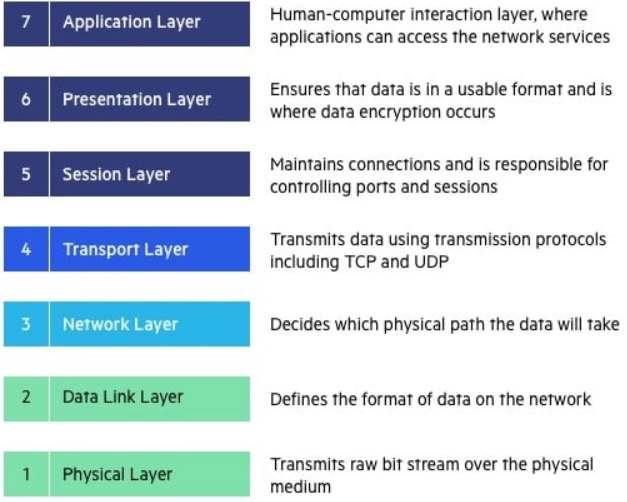 7 Application Layer
Human-computer interaction layer, where
applications can access the network services
6 Presentation Layer
Ensures that data is in a usable format and is
where data encryption occurs
5 Session Layer
Maintains connections and is responsible for
controlling ports and sessions
4 Transport Layer
Transmits data using transmission protocols
including TCP and UDP
3 Network Layer
Decides which physical path the data will take
2 Data Link Layer
Defines the format of data on the network
1 Physical Layer
Transmits raw bit stream over the physical
medium